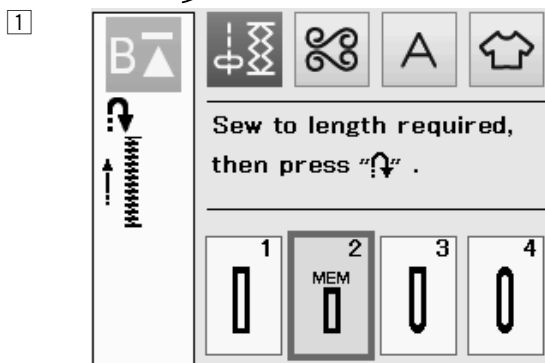 1
B
A
Sew to length required,
then press “ ” .
1 2 3 4
MEM